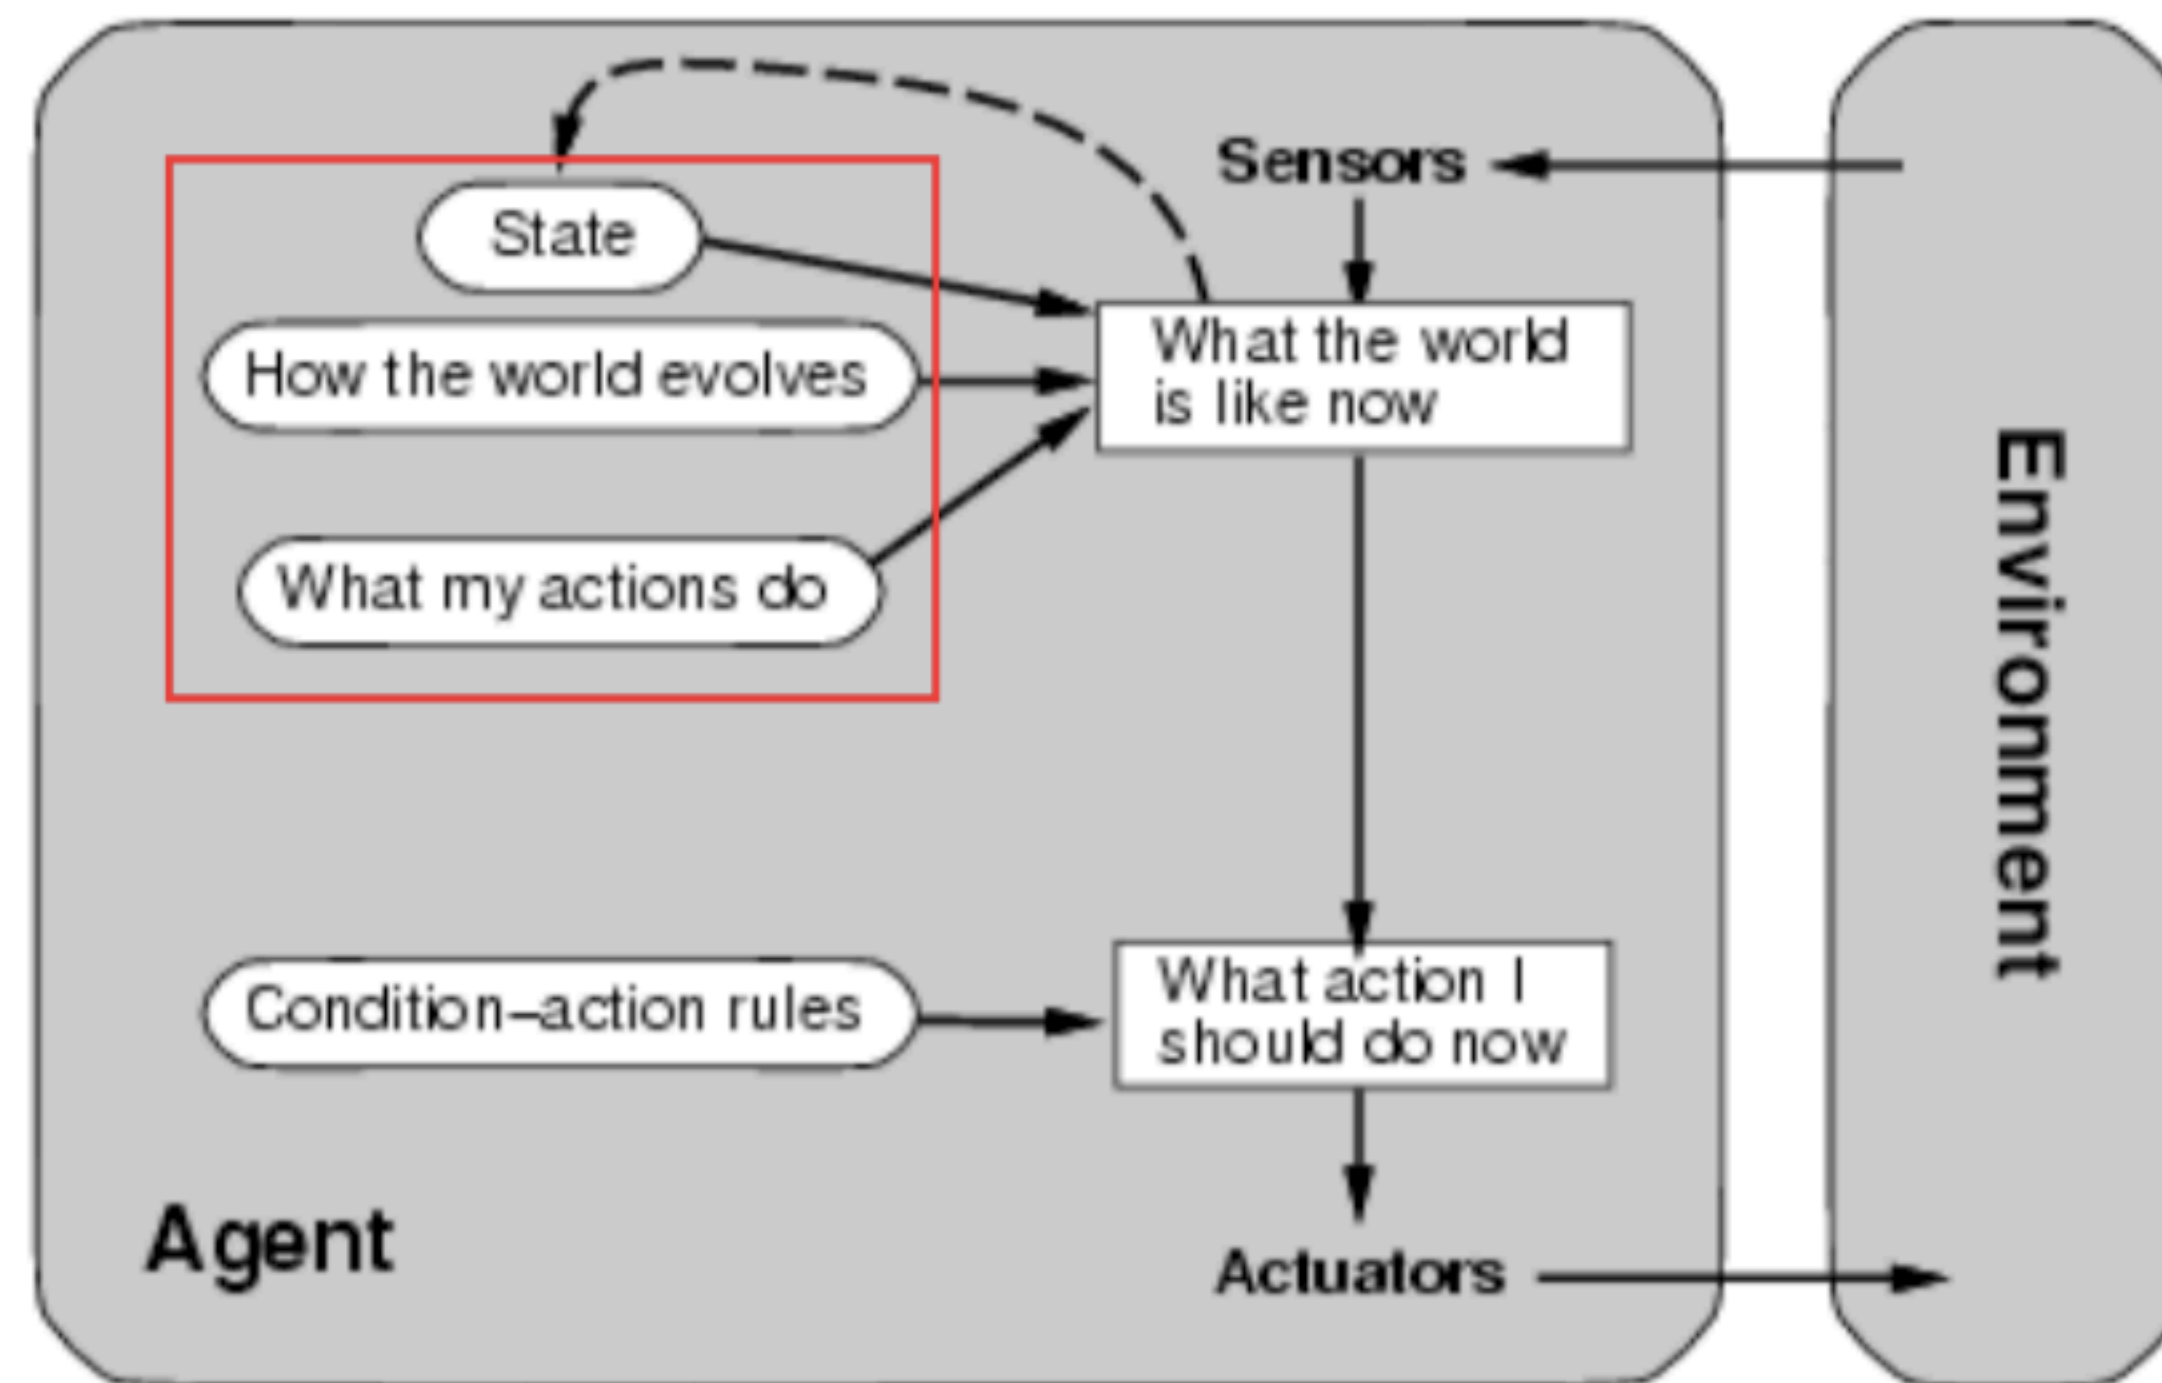 Sensors
State
How the world evolves
What my actions do
What the world
is like now
Condition–action rules
What action I
should do now
Agent
Actuators
Environment